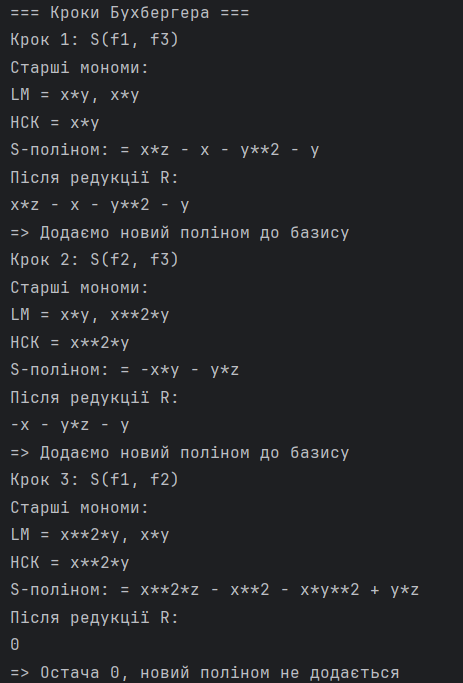 === Кроки Бухбергера ===
Крок 1: S(f1, f3)
Старші мономи:
LM = x*y, x*y
НСК = x*y
S-поліном: = x*z - x - y**2 - y
Після редукції R:
x*z - x - y**2 - y
=> Додаємо новий поліном до базису
Крок 2: S(f2, f3)
Старші мономи:
LM = x*y, x**2*y
НСК = x**2*y
S-поліном: = -x*y - y*z
Після редукції R:
-x - y*z - y
=> Додаємо новий поліном до базису
Крок 3: S(f1, f2)
Старші мономи:
LM = x**2*y, x*y
НСК = x**2*y
S-поліном: = x**2*z - x**2 - x*y**2 + y*z
Після редукції R:
0
=> Остача 0, новий поліном не додається